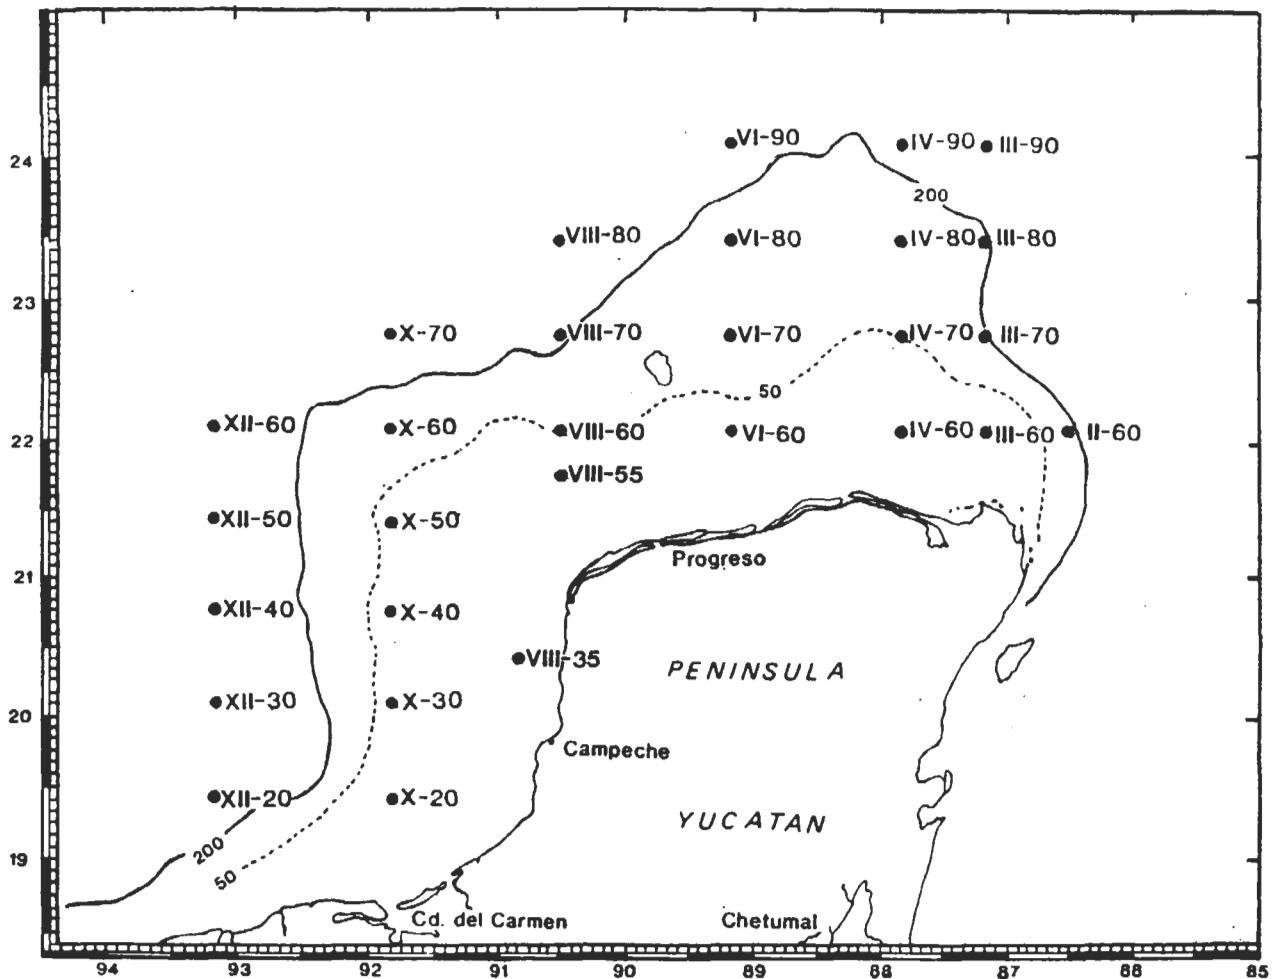 VI-90 IV-90 III-90
24
200
VIII-80 VI-80 IV-80 III-80
23
X-70 VIII-70 VI-70 IV-70 III-70
50
XII-60 X-60 VIII-60 VI-60 IV-60 III-60 II-60
22
VIII-55
XII-50 X-50
Progreso
21
XII-40 X-40
VIII-35 PENINSULA
XII-30 X-30
20
Campeche
XII-20 X-20
YUCATAN
200
19
50
Cd. del Carmen Chetumal
94 93 92 91 90 89 88 87 86 85